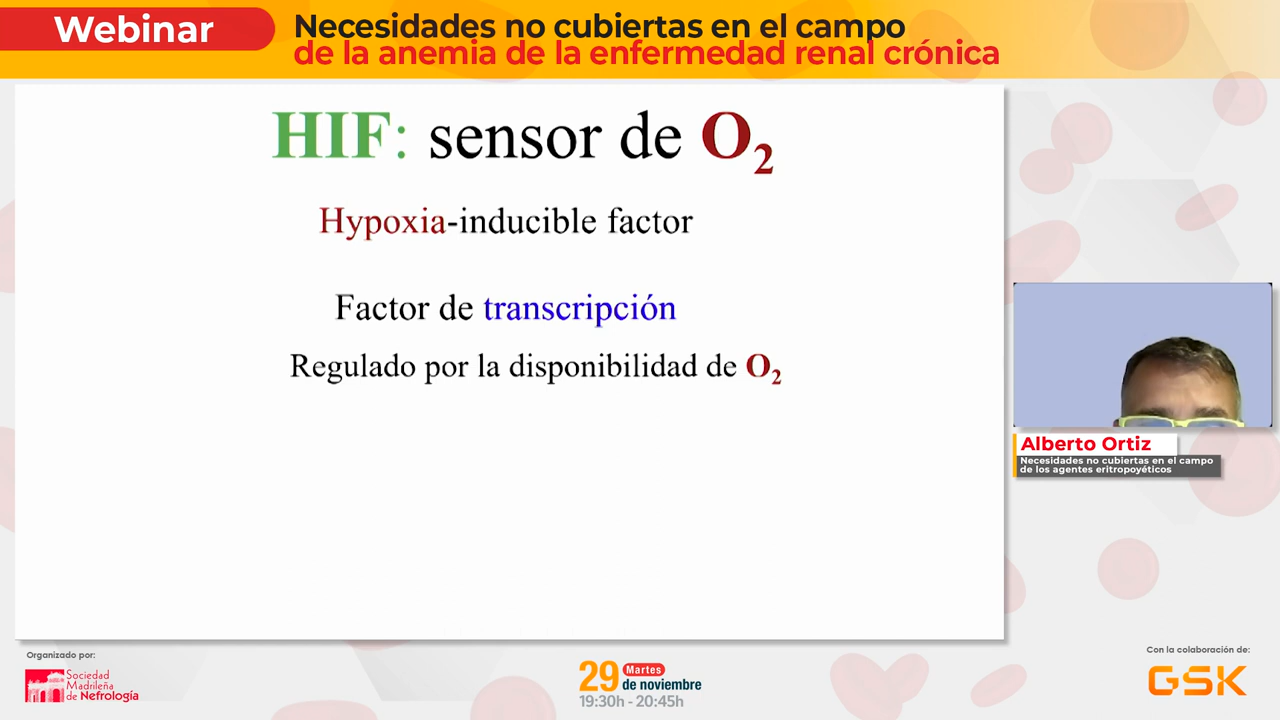 Webinar
Necesidades no cubiertas en el campo
de la anemia de la enfermedad renal crónica
HIF: sensor de O₂
Hypoxia-inducible factor
Factor de transcripción
Regulado por la disponibilidad de O₂
Alberto Ortiz
Necesidades no cubiertas en el campo
de los agentes eritropoyéticos
Organizado por:
Sociedad
Madrileña
de Nefrología
29 Martes
de noviembre
19:30h - 20:45h
Con la colaboración de:
GSK